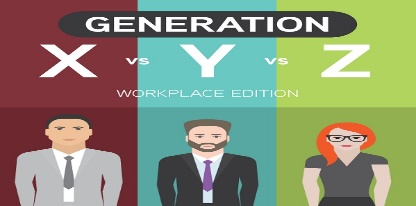 GENERATION
X vs Y vs Z
WORKPLACE EDITION